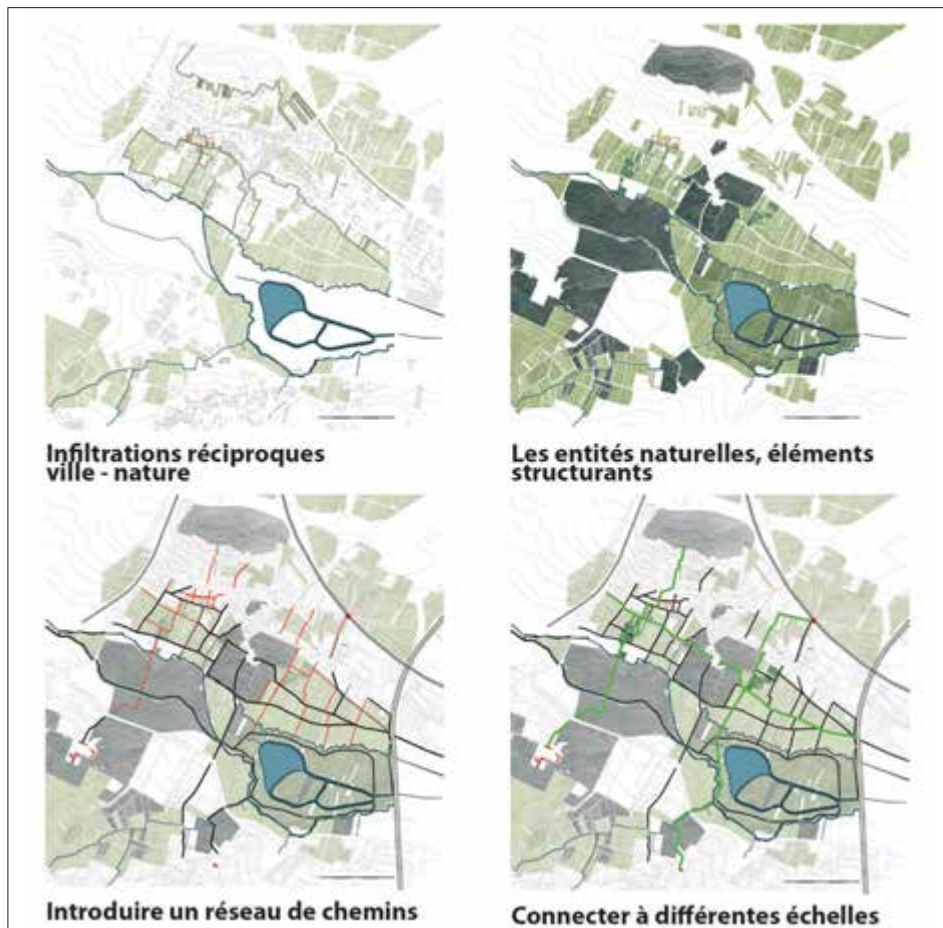 Infiltrations réciproques
ville - nature
Les entités naturelles, éléments
structurants
Introduire un réseau de chemins
Connecter à différentes échelles